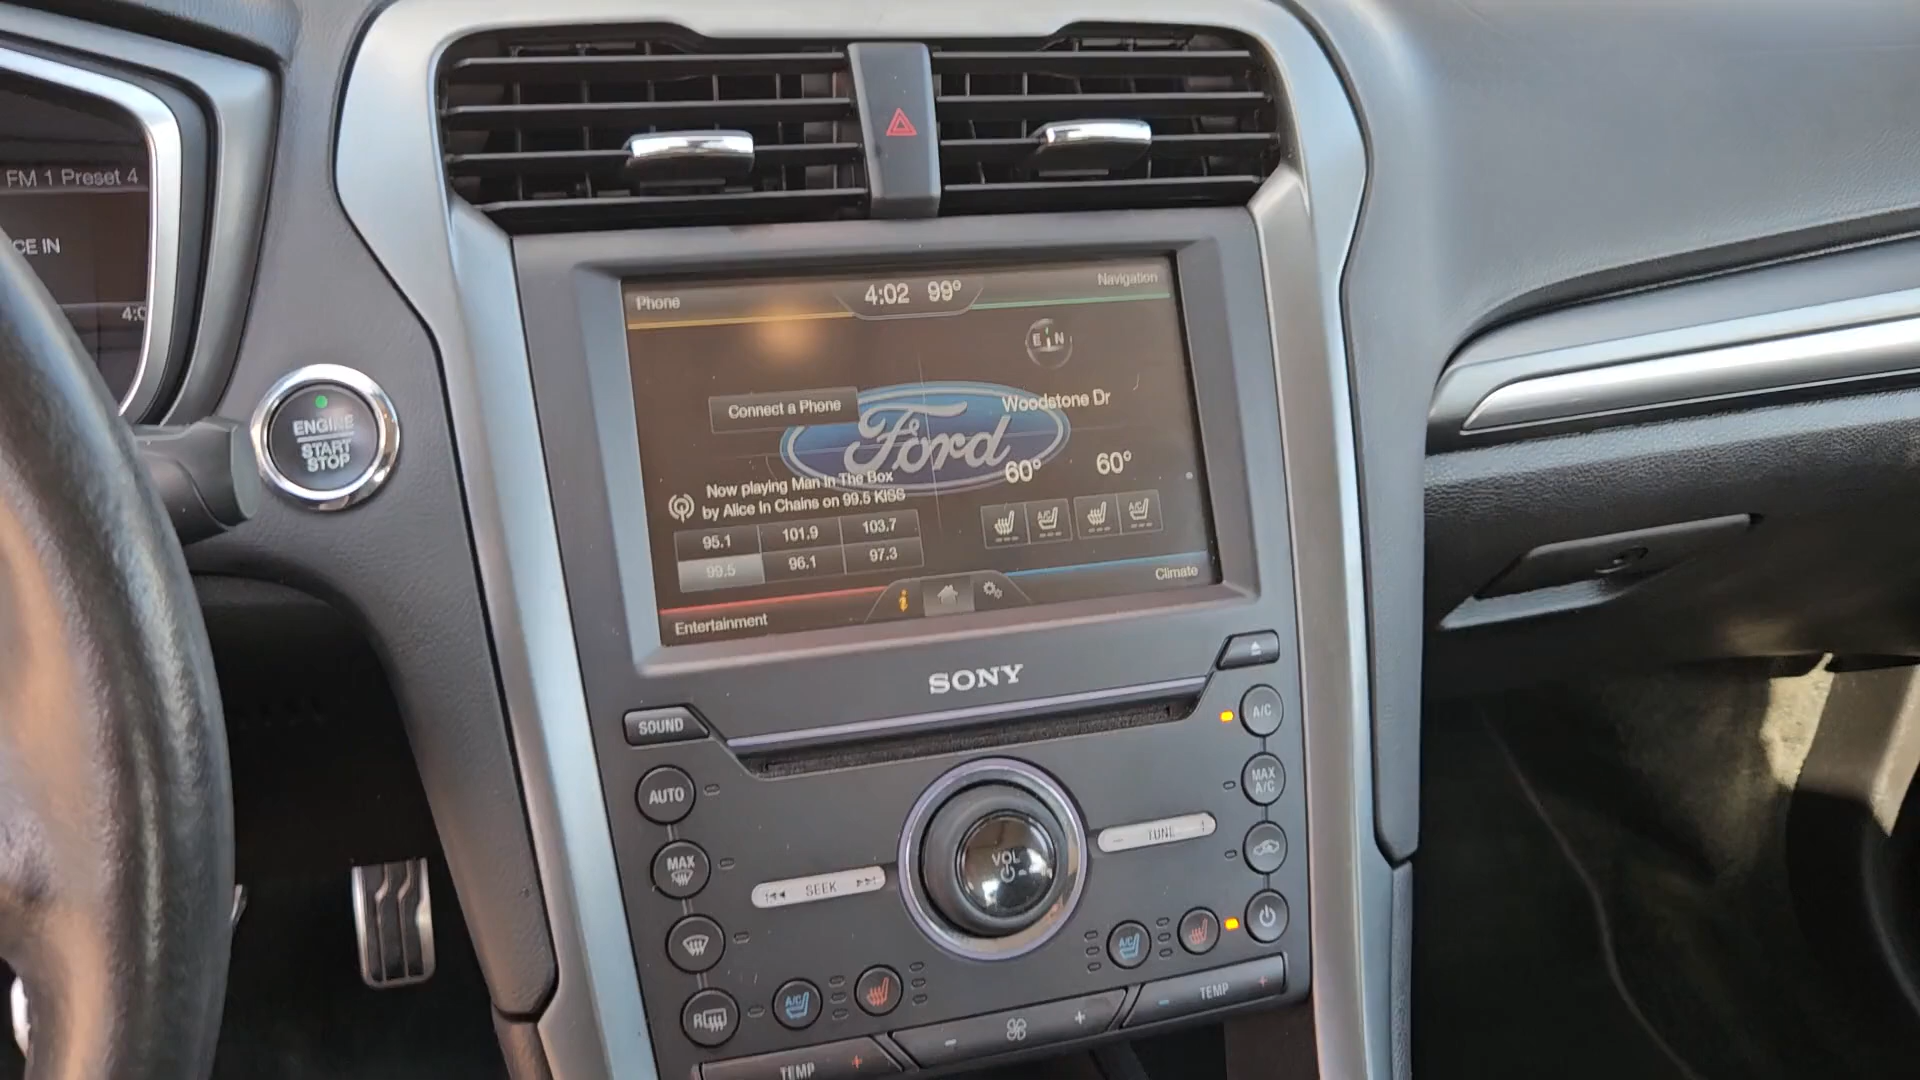 FM 1 Preset 4
CE IN
4:0
ENGINE
START
STOP
Phone
4:02 99°
Navigation
E N
Connect a Phone
Ford
Woodstone Dr
60° 60°
Now playing Man In The Box
by Alice In Chains on 99.5 KISS
95.1 101.9 103.7
99.5 96.1 97.3
A/C
A/C
Climate
Entertainment
SONY
SOUND
A/C
AUTO
MAX
A/C
MAX
SEEK
TUNE
VOL
R
A/C
A/C
TEMP - +
- +
TEMP +